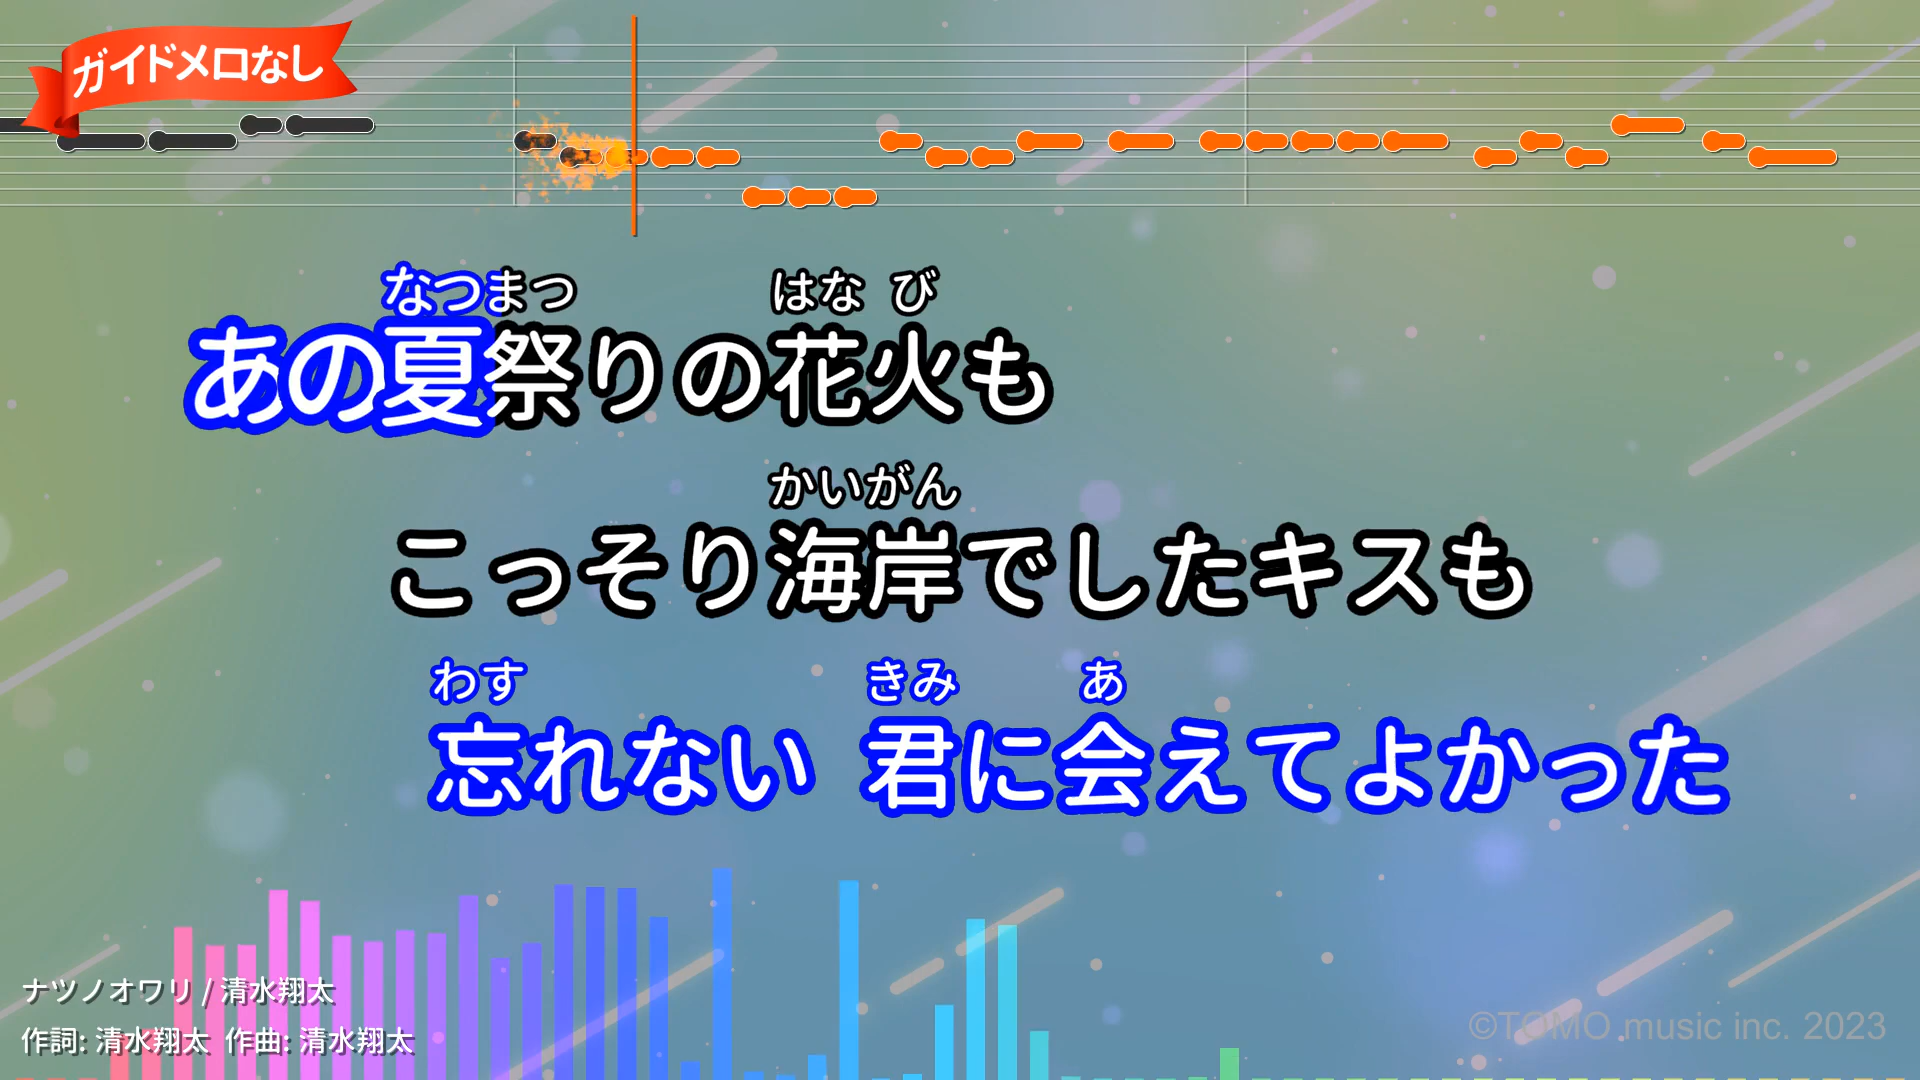 ガイドメロなし
なつまつ はなび
あの夏祭りの花火も
かいがん
こっそり海岸でしたキスも
わす きみ あ
忘れない 君に会えてよかった
ナツノオワリ / 清水翔太
作詞: 清水翔太 作曲: 清水翔太
©TOMO music inc. 2023